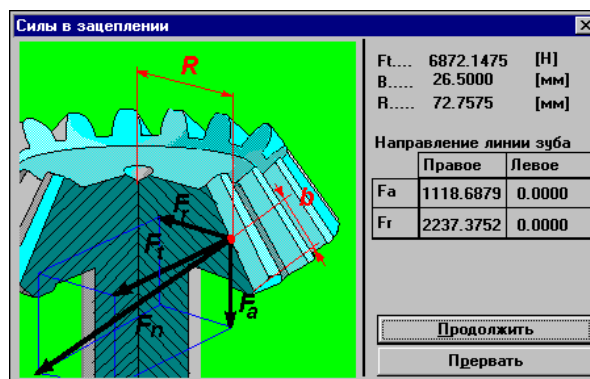 Силы в зацеплении
R
b
Fr
Ft
Fa
Fn
Ft.... 6872.1475 [Н]
B..... 26.5000 [мм]
R..... 72.7575 [мм]
Направление линии зуба
Правое Левое
Fa 1118.6879 0.0000
Fr 2237.3752 0.0000
Продолжить
Прервать